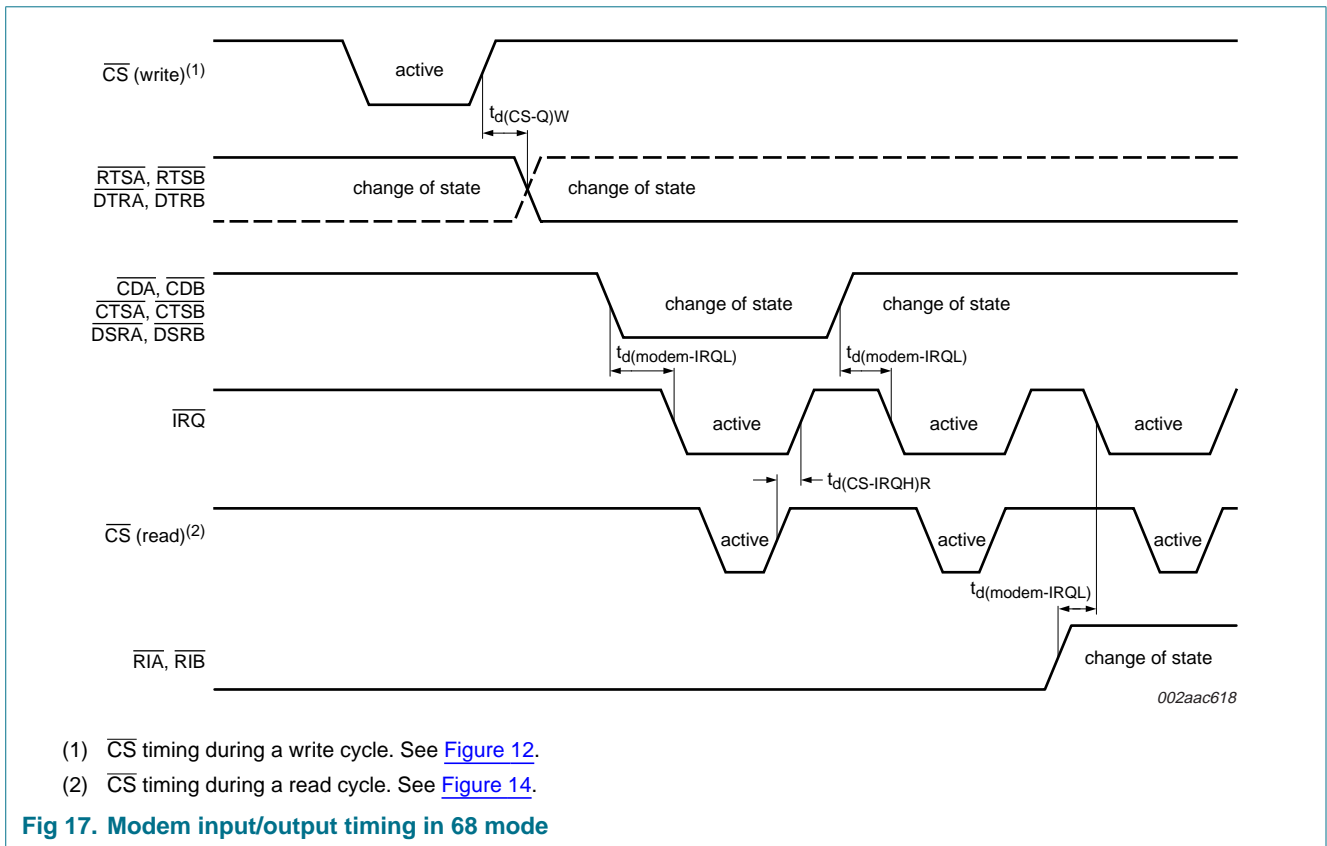 CS (write)(1)
active
td(CS-Q)W
RTSA, RTSB
DTRA, DTRB
change of state
change of state
CDA, CDB
CTSA, CTSB
DSRA, DSRB
change of state
change of state
td(modem-IRQL)
td(modem-IRQL)
IRQ
active
active
active
td(CS-IRQH)R
CS (read)(2)
active
active
active
td(modem-IRQL)
RIA, RIB
change of state
002aac618
(1) CS timing during a write cycle. See Figure 12.
(2) CS timing during a read cycle. See Figure 14.
Fig 17. Modem input/output timing in 68 mode